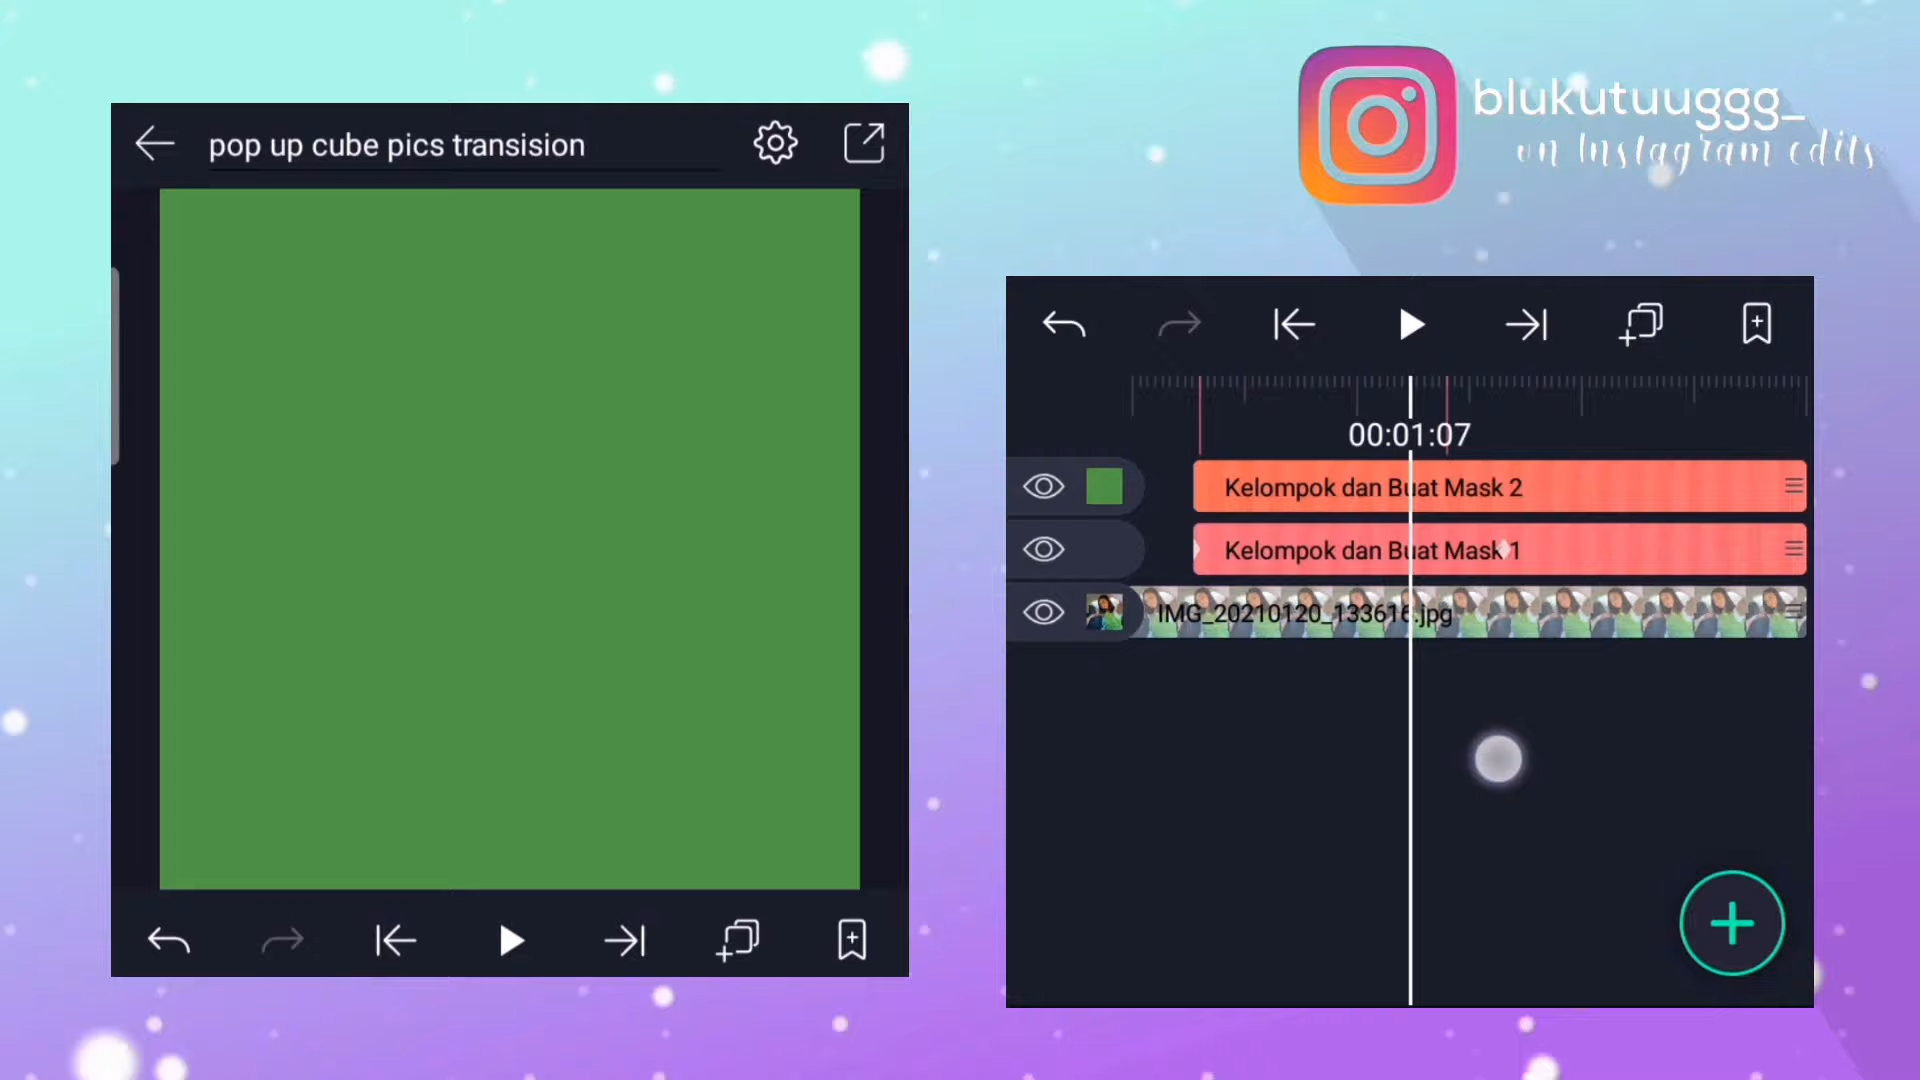 pop up cube pics transision
blukutuuggg_
on Instagram edits
00:01:07
Kelompok dan Buat Mask 2
Kelompok dan Buat Mask 1
IMG_20210120_133616.jpg